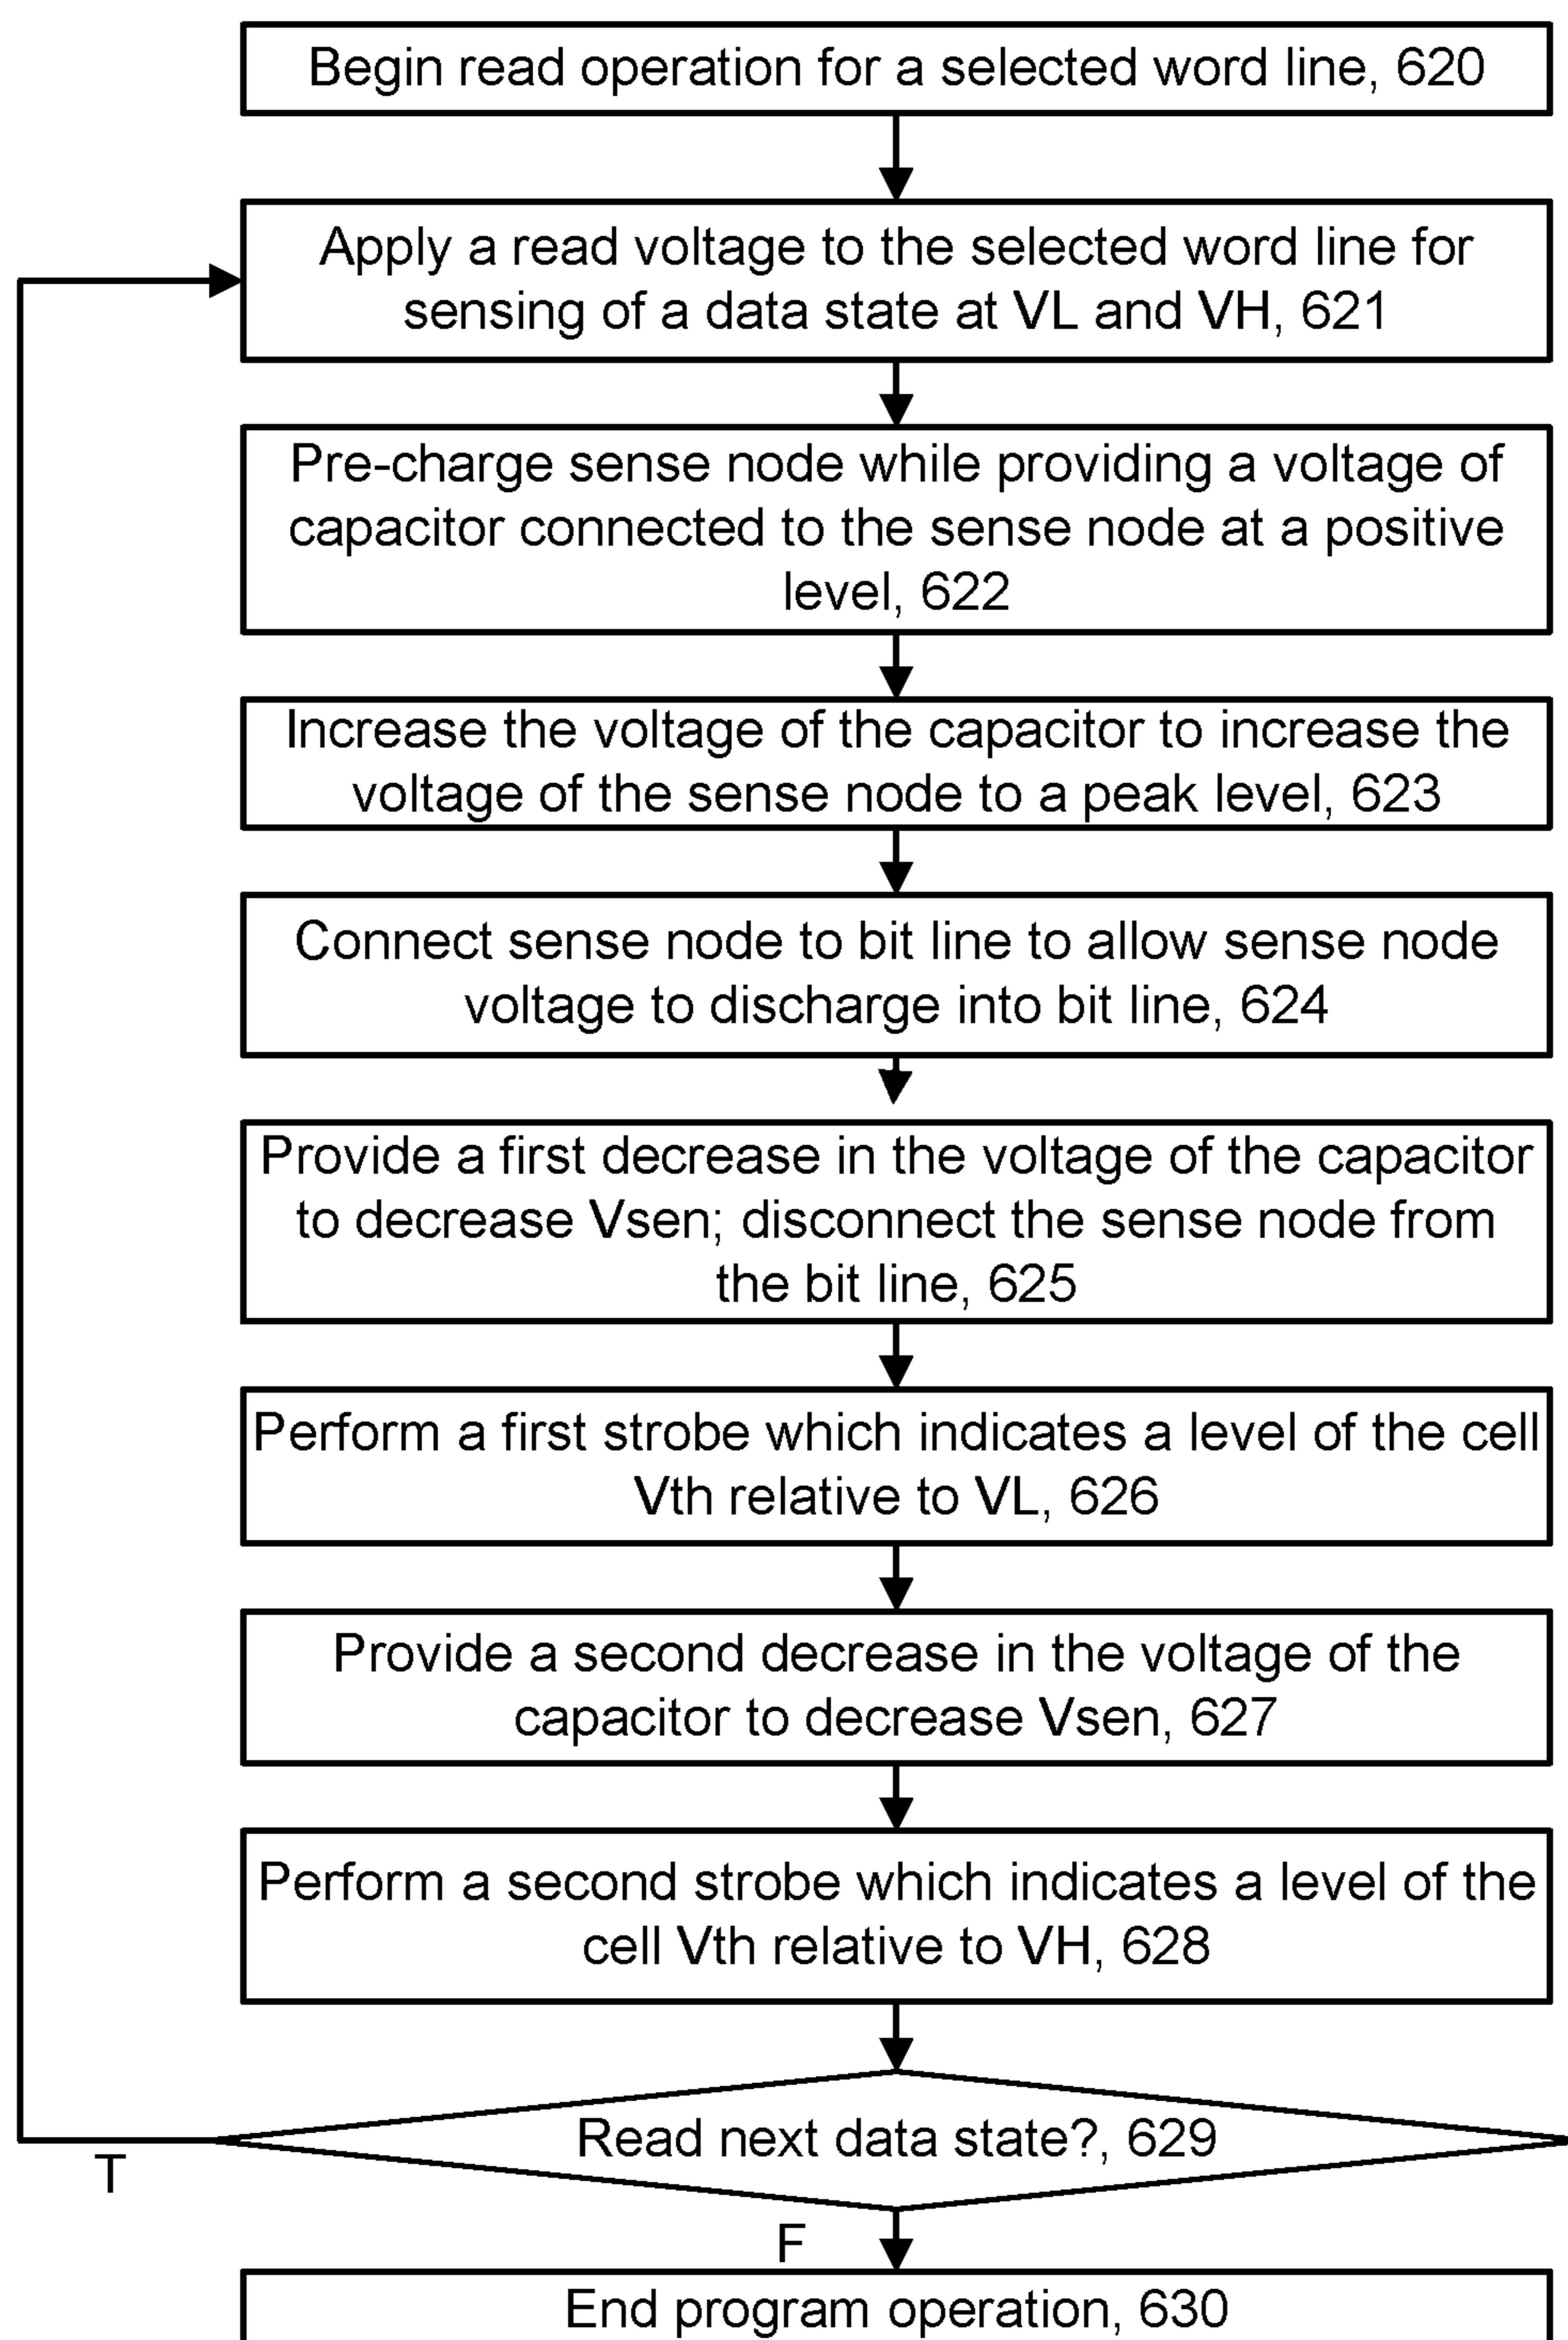 Begin read operation for a selected word line, 620
Apply a read voltage to the selected word line for
sensing of a data state at VL and VH, 621
Pre-charge sense node while providing a voltage of
capacitor connected to the sense node at a positive
level, 622
Increase the voltage of the capacitor to increase the
voltage of the sense node to a peak level, 623
Connect sense node to bit line to allow sense node
voltage to discharge into bit line, 624
Provide a first decrease in the voltage of the capacitor
to decrease Vsen; disconnect the sense node from
the bit line, 625
Perform a first strobe which indicates a level of the cell
Vth relative to VL, 626
Provide a second decrease in the voltage of the
capacitor to decrease Vsen, 627
Perform a second strobe which indicates a level of the
cell Vth relative to VH, 628
Read next data state?, 629
T
F
End program operation, 630